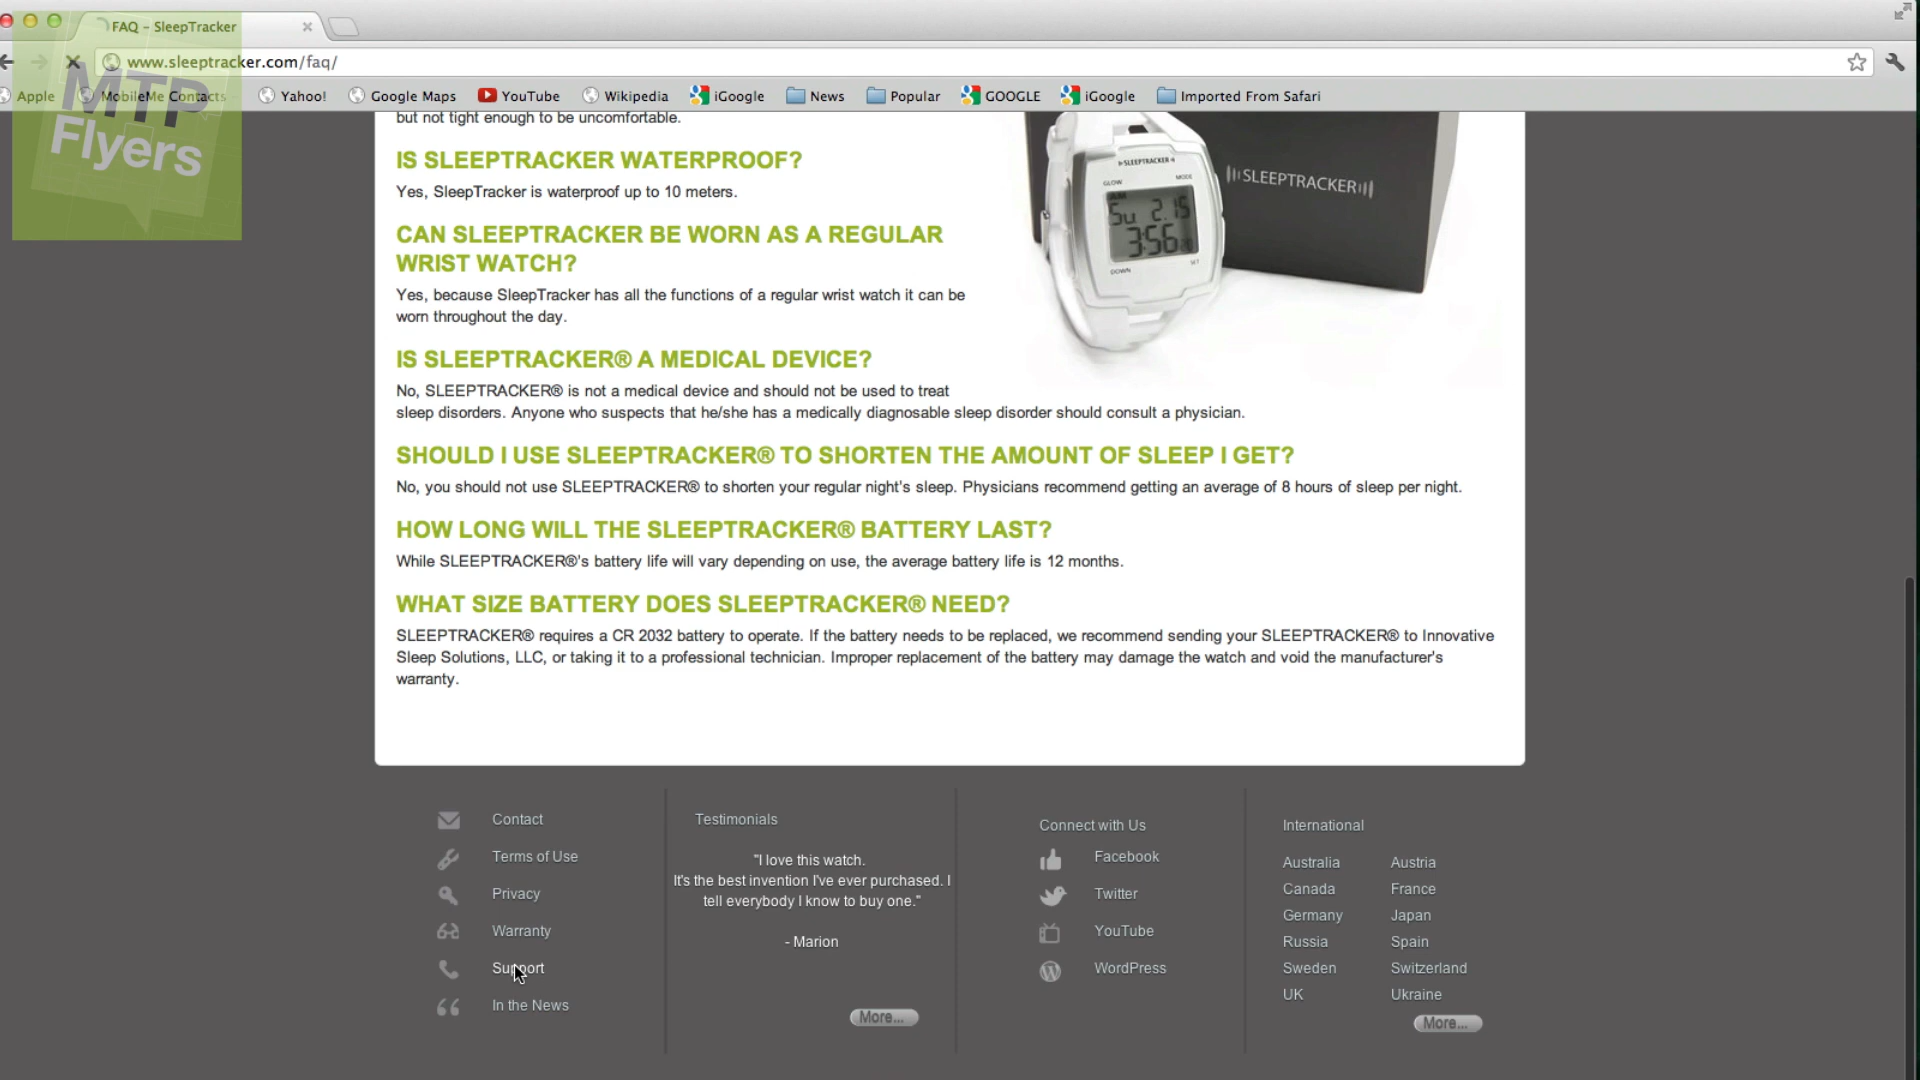 FAQ – SleepTracker
www.sleeptracker.com/faq/
Apple MobileMe Contacts Yahoo! Google Maps YouTube Wikipedia iGoogle News Popular GOOGLE iGoogle Imported From Safari
MTP
Flyers
but not tight enough to be uncomfortable.
IS SLEEPTRACKER WATERPROOF?
Yes, SleepTracker is waterproof up to 10 meters.
CAN SLEEPTRACKER BE WORN AS A REGULAR
WRIST WATCH?
Yes, because SleepTracker has all the functions of a regular wrist watch it can be
worn throughout the day.
SLEEPTRACKER
GLOW MODE
Su 2.15
3:56
DOWN SET
SLEEPTRACKER
IS SLEEPTRACKER® A MEDICAL DEVICE?
No, SLEEPTRACKER® is not a medical device and should not be used to treat
sleep disorders. Anyone who suspects that he/she has a medically diagnosable sleep disorder should consult a physician.
SHOULD I USE SLEEPTRACKER® TO SHORTEN THE AMOUNT OF SLEEP I GET?
No, you should not use SLEEPTRACKER® to shorten your regular night's sleep. Physicians recommend getting an average of 8 hours of sleep per night.
HOW LONG WILL THE SLEEPTRACKER® BATTERY LAST?
While SLEEPTRACKER®'s battery life will vary depending on use, the average battery life is 12 months.
WHAT SIZE BATTERY DOES SLEEPTRACKER® NEED?
SLEEPTRACKER® requires a CR 2032 battery to operate. If the battery needs to be replaced, we recommend sending your SLEEPTRACKER® to Innovative
Sleep Solutions, LLC, or taking it to a professional technician. Improper replacement of the battery may damage the watch and void the manufacturer's
warranty.
Contact
Terms of Use
Privacy
Warranty
Support
In the News
Testimonials
"I love this watch.
It's the best invention I've ever purchased. I
tell everybody I know to buy one."
- Marion
More...
Connect with Us
Facebook
Twitter
YouTube
WordPress
International
Australia Austria
Canada France
Germany Japan
Russia Spain
Sweden Switzerland
UK Ukraine
More...